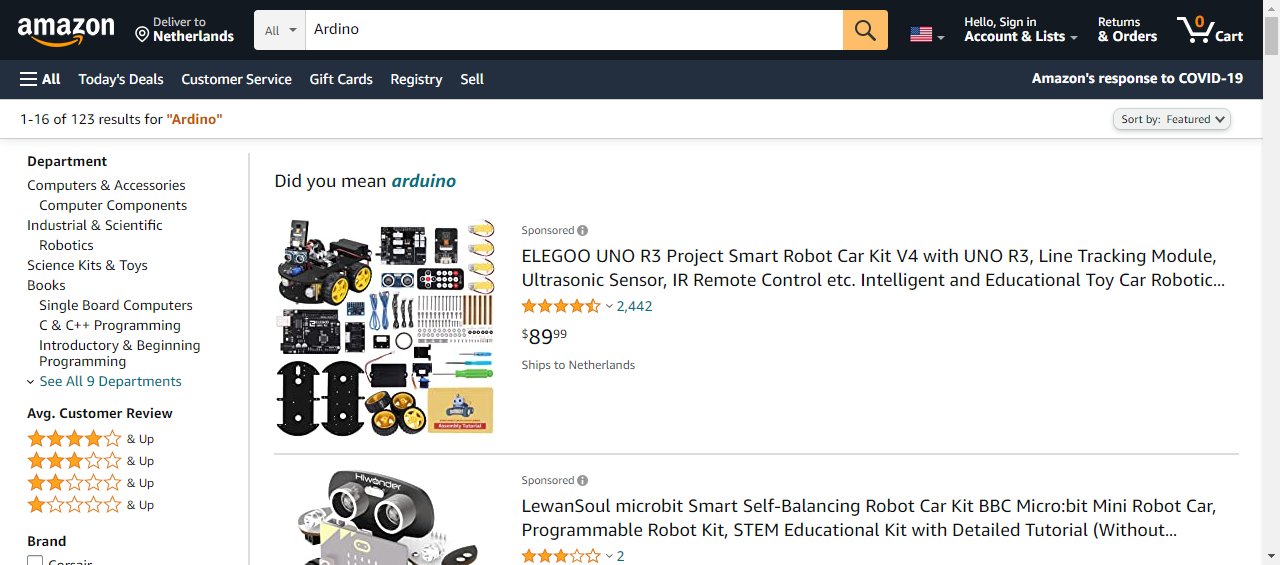 amazon
Deliver to
Netherlands
All
Ardino
Hello, Sign in
Account & Lists
Returns
& Orders
0
Cart
All
Today's Deals
Customer Service
Gift Cards
Registry
Sell
Amazon's response to COVID-19
1-16 of 123 results for "Ardino"
Sort by: Featured
Department
Computers & Accessories
Computer Components
Industrial & Scientific
Robotics
Science Kits & Toys
Books
Single Board Computers
C & C++ Programming
Introductory & Beginning
Programming
See All 9 Departments
Avg. Customer Review
& Up
& Up
& Up
& Up
Brand
Corsair
Did you mean arduino
Sponsored
ELEGOO UNO R3 Project Smart Robot Car Kit V4 with UNO R3, Line Tracking Module,
Ultrasonic Sensor, IR Remote Control etc. Intelligent and Educational Toy Car Robotic...
2,442
$8999
Ships to Netherlands
Assembly Tutorial
Hiwonder
Sponsored
LewanSoul microbit Smart Self-Balancing Robot Car Kit BBC Micro:bit Mini Robot Car,
Programmable Robot Kit, STEM Educational Kit with Detailed Tutorial (Without...
2